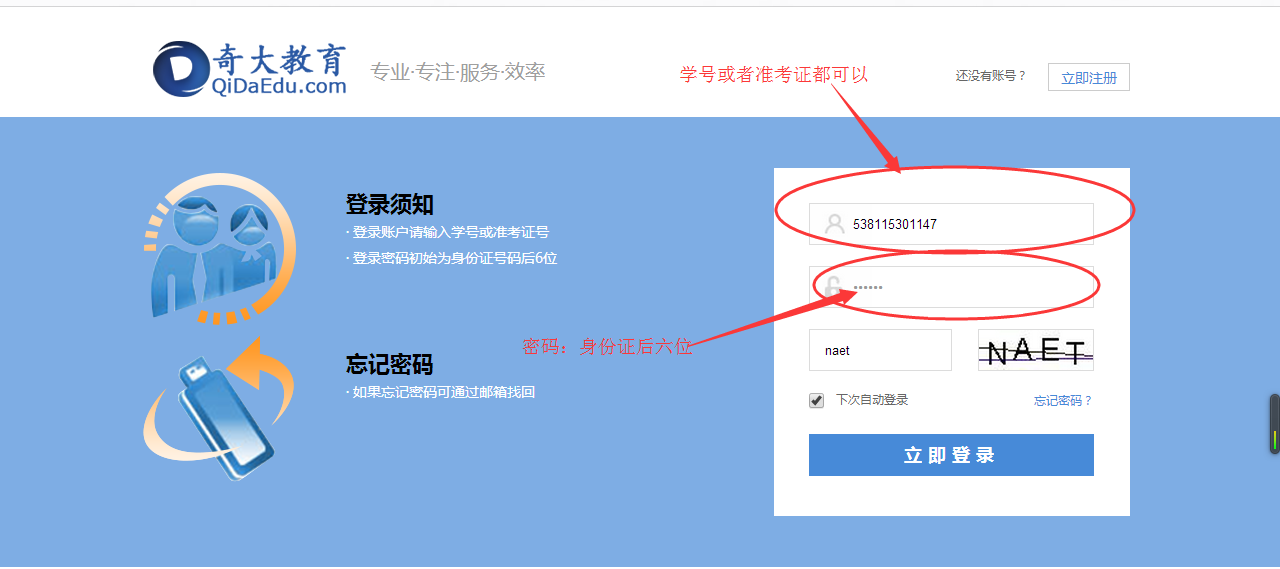 奇大教育
QiDaEdu.com
专业·专注·服务·效率
学号或者准考证都可以
还没有账号？
立即注册
登录须知
· 登录账户请输入学号或准考证号
· 登录密码初始为身份证号码后6位
538115301147
••••••
密码：身份证后六位
naet
NAET
忘记密码
· 如果忘记密码可通过邮箱找回
下次自动登录
忘记密码？
立即登录